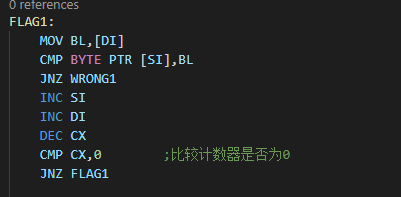 0 references
FLAG1:
MOV BL,[DI]
CMP BYTE PTR [SI],BL
JNZ WRONG1
INC SI
INC DI
DEC CX
CMP CX,0 ;比较计数器是否为0
JNZ FLAG1